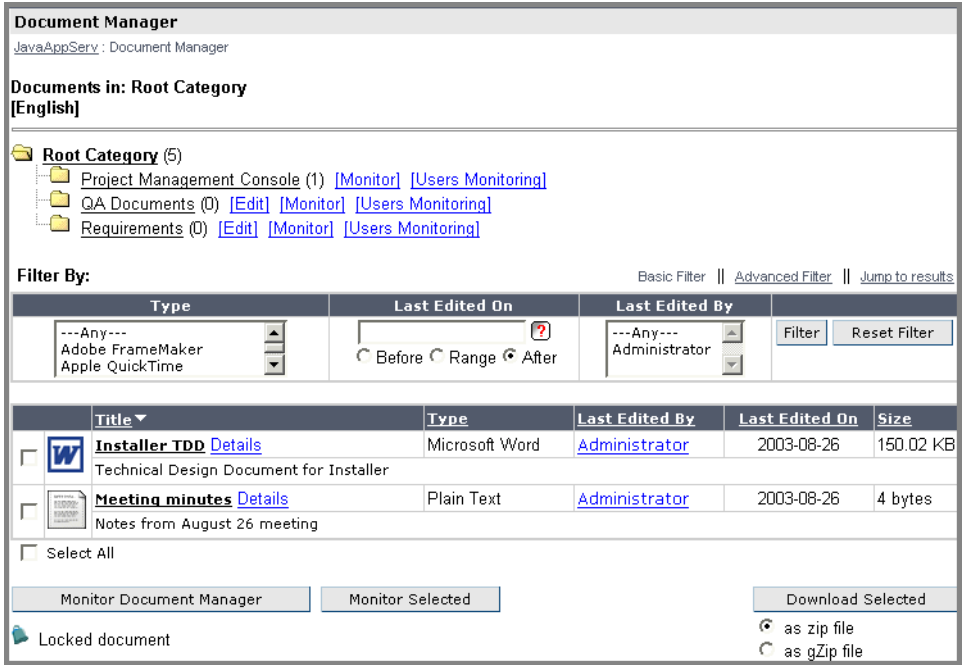 Document Manager
JavaAppServ : Document Manager
Documents in: Root Category
[English]
Root Category (5)
Project Management Console (1) [Monitor] [Users Monitoring]
QA Documents (0) [Edit] [Monitor] [Users Monitoring]
Requirements (0) [Edit] [Monitor] [Users Monitoring]
Filter By: Basic Filter || Advanced Filter || Jump to results
Type Last Edited On Last Edited By
---Any--- ? ---Any--- Filter Reset Filter
Adobe FrameMaker Administrator
Apple QuickTime Before Range After
Title Type Last Edited By Last Edited On Size
W Installer TDD Details Microsoft Word Administrator 2003-08-26 150.02 KB
Technical Design Document for Installer
Meeting minutes Details Plain Text Administrator 2003-08-26 4 bytes
Notes from August 26 meeting
Select All
Monitor Document Manager Monitor Selected Download Selected
Locked document as zip file
as gZip file